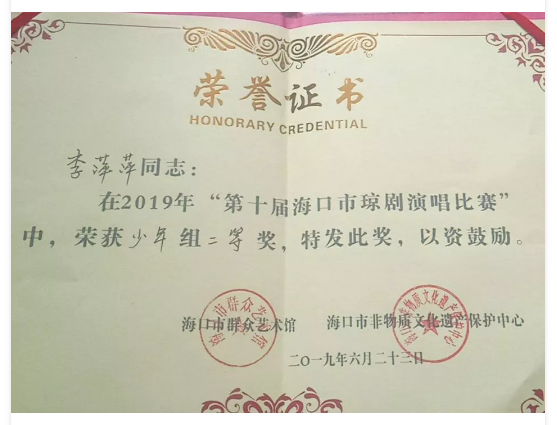 荣誉证书
HONORARY CREDENTIAL
李萍萍同志：
在2019年“第十届海口市琼剧演唱比赛”
中，荣获少年组二等奖，特发此奖，以资鼓励。
海口市群众艺术馆 海口市非物质文化遗产保护中心
二〇一九年六月二十三日